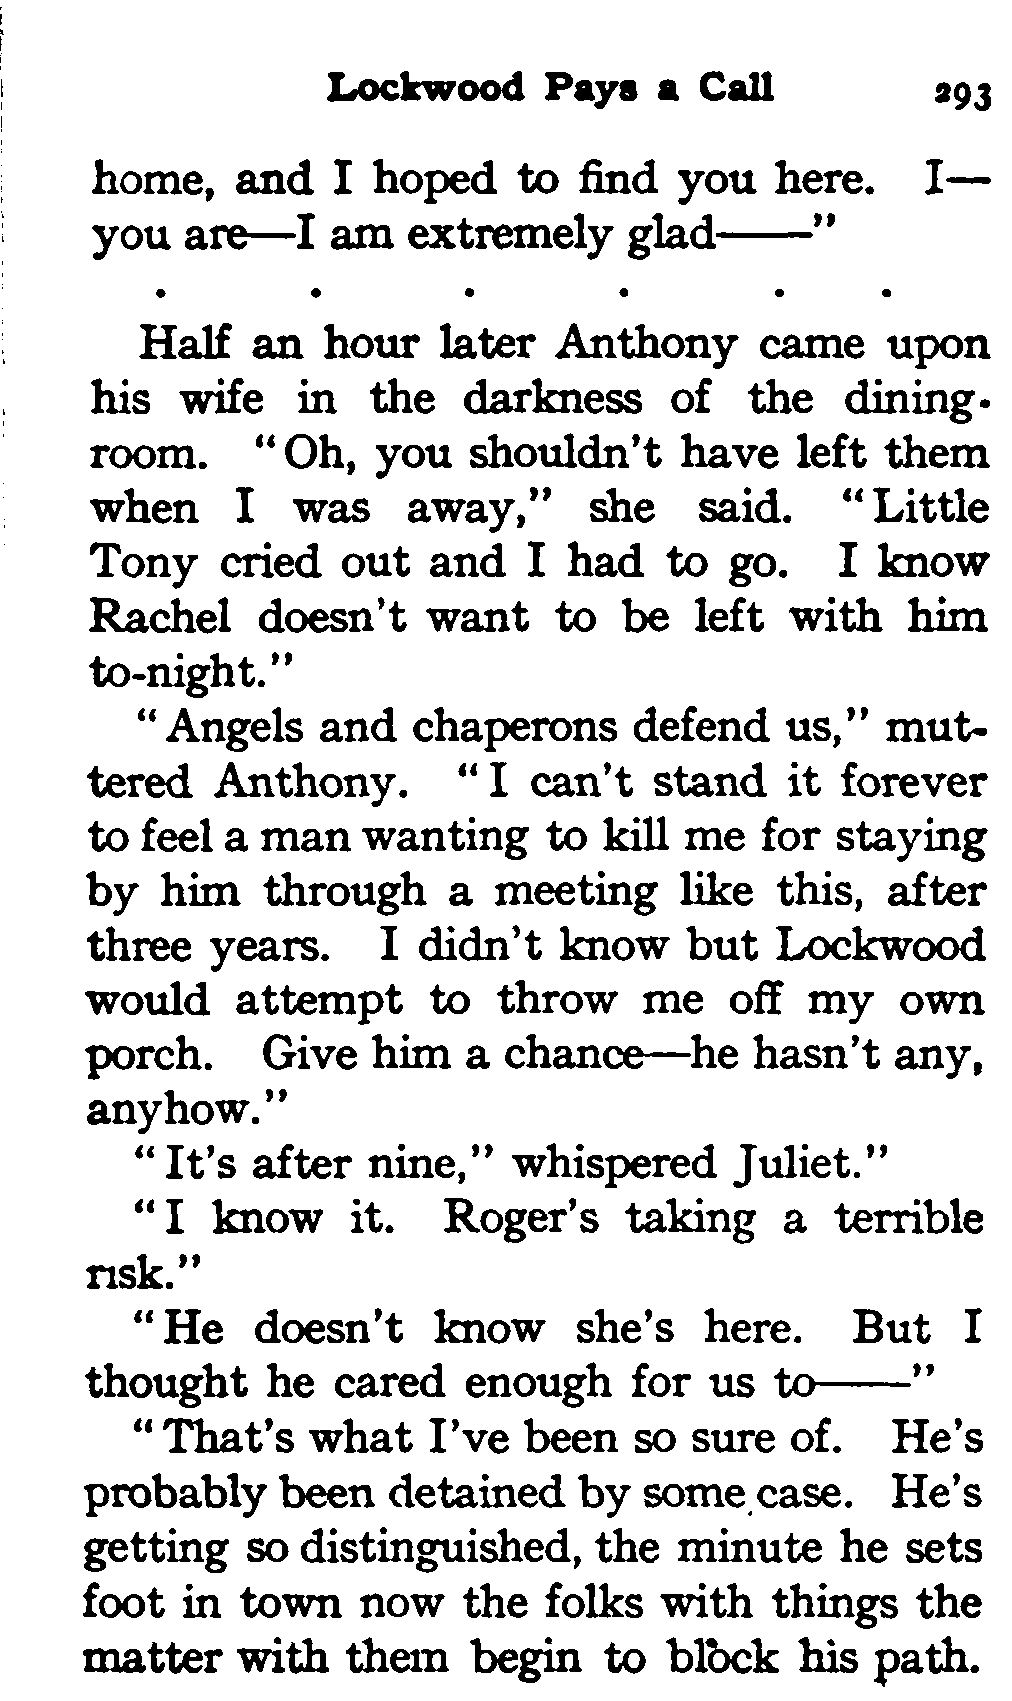 Lockwood Pays a Call 293
home, and I hoped to find you here. I—
you are—I am extremely glad——"
. . . . . .
Half an hour later Anthony came upon
his wife in the darkness of the dining-
room. "Oh, you shouldn't have left them
when I was away," she said. "Little
Tony cried out and I had to go. I know
Rachel doesn't want to be left with him
to-night."
"Angels and chaperons defend us," mut-
tered Anthony. "I can't stand it forever
to feel a man wanting to kill me for staying
by him through a meeting like this, after
three years. I didn't know but Lockwood
would attempt to throw me off my own
porch. Give him a chance—he hasn't any,
anyhow."
"It's after nine," whispered Juliet."
"I know it. Roger's taking a terrible
risk."
"He doesn't know she's here. But I
thought he cared enough for us to——"
"That's what I've been so sure of. He's
probably been detained by some case. He's
getting so distinguished, the minute he sets
foot in town now the folks with things the
matter with them begin to block his path.